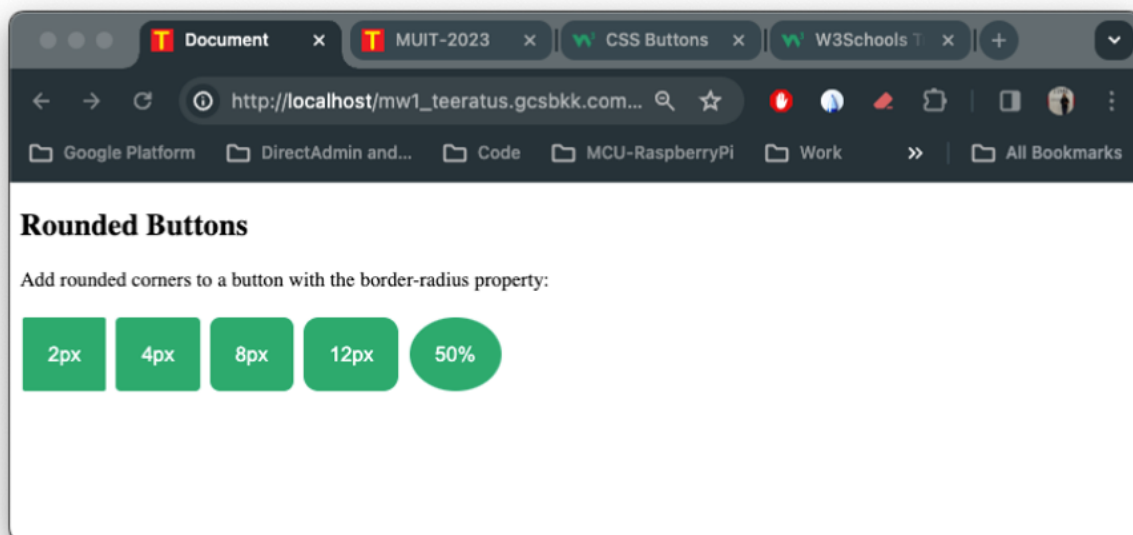 Document
MUIT-2023
CSS Buttons
W3Schools T
http://localhost/mw1_teeratus.gcsbkk.com...
Google Platform
DirectAdmin and...
Code
MCU-RaspberryPi
Work
All Bookmarks
Rounded Buttons
Add rounded corners to a button with the border-radius property:
2px
4px
8px
12px
50%